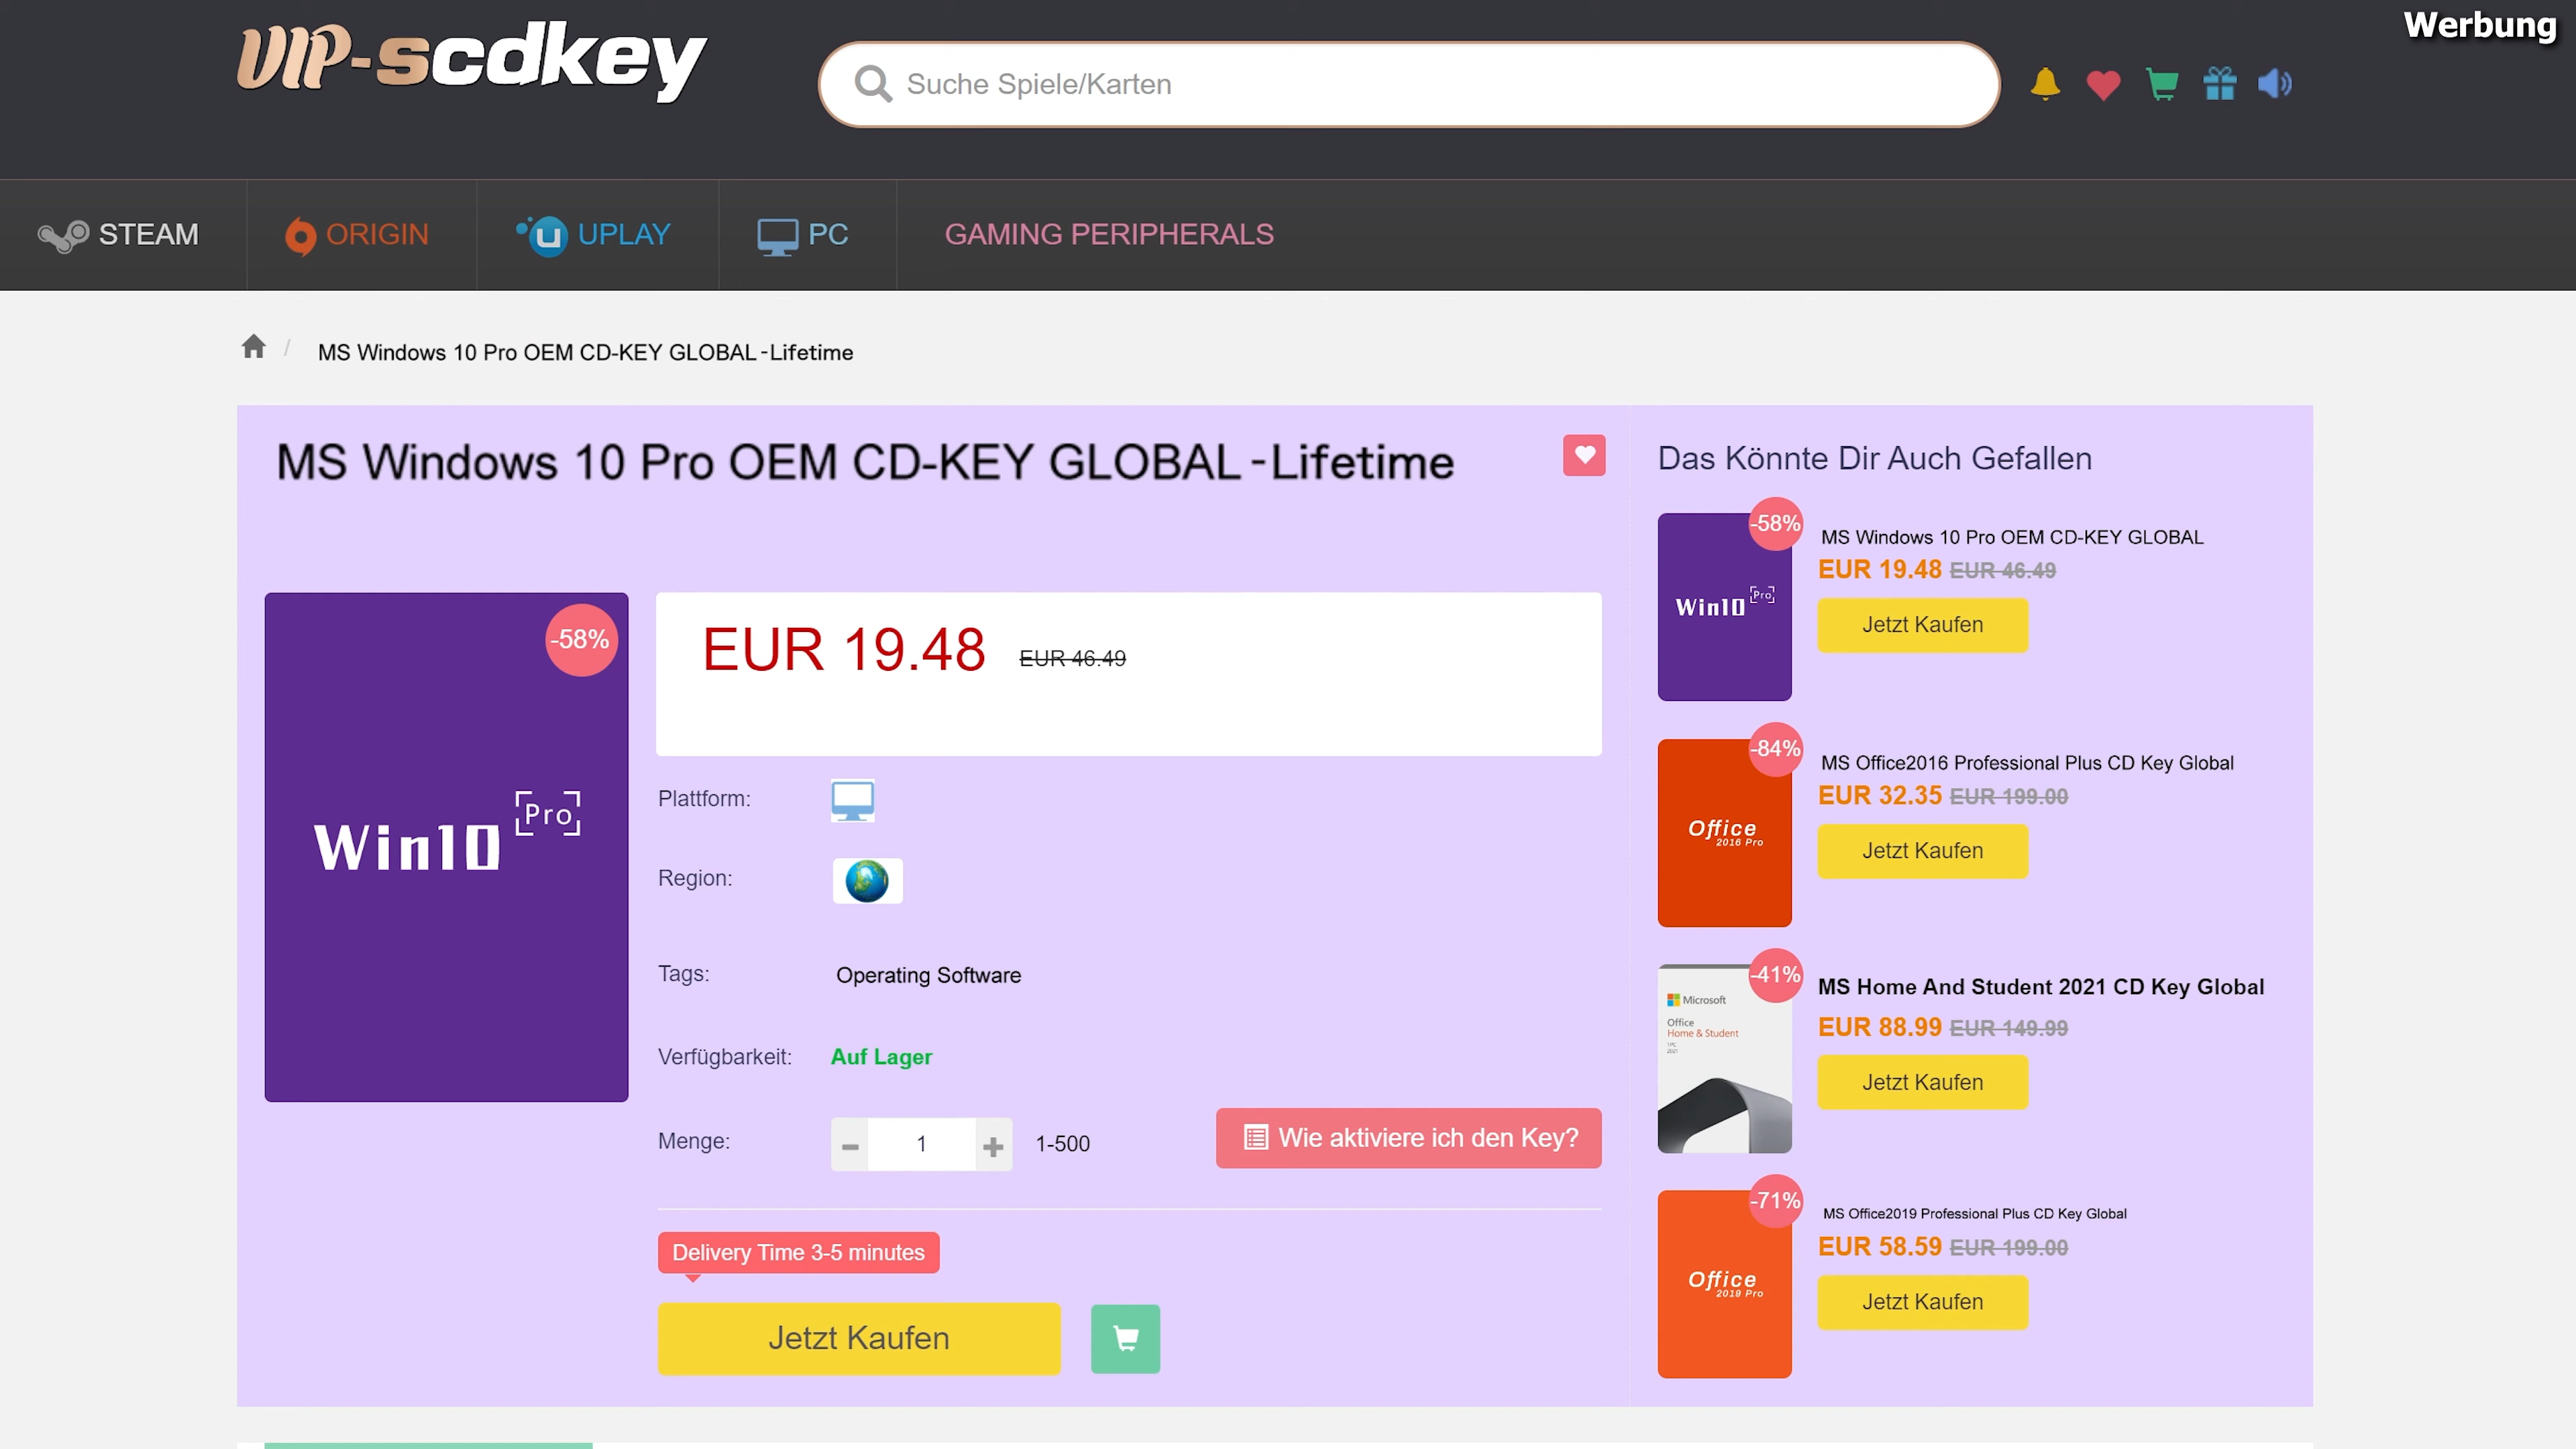 Werbung
VIP-scdkey
Suche Spiele/Karten
STEAM
ORIGIN
UPLAY
PC
GAMING PERIPHERALS
/ MS Windows 10 Pro OEM CD-KEY GLOBAL -Lifetime
MS Windows 10 Pro OEM CD-KEY GLOBAL -Lifetime
-58%
Win10 Pro
EUR 19.48 EUR 46.49
Plattform:
Region:
Tags: Operating Software
Verfügbarkeit: Auf Lager
Menge: 1 1-500
Wie aktiviere ich den Key?
Delivery Time 3-5 minutes
Jetzt Kaufen
Das Könnte Dir Auch Gefallen
-58%
Win10 Pro
MS Windows 10 Pro OEM CD-KEY GLOBAL
EUR 19.48 EUR 46.49
Jetzt Kaufen
-84%
Office
2016 Pro
MS Office2016 Professional Plus CD Key Global
EUR 32.35 EUR 199.00
Jetzt Kaufen
-41%
Microsoft
Office
Home & Student
1PC
2021
MS Home And Student 2021 CD Key Global
EUR 88.99 EUR 149.99
Jetzt Kaufen
-71%
Office
2019 Pro
MS Office2019 Professional Plus CD Key Global
EUR 58.59 EUR 199.00
Jetzt Kaufen